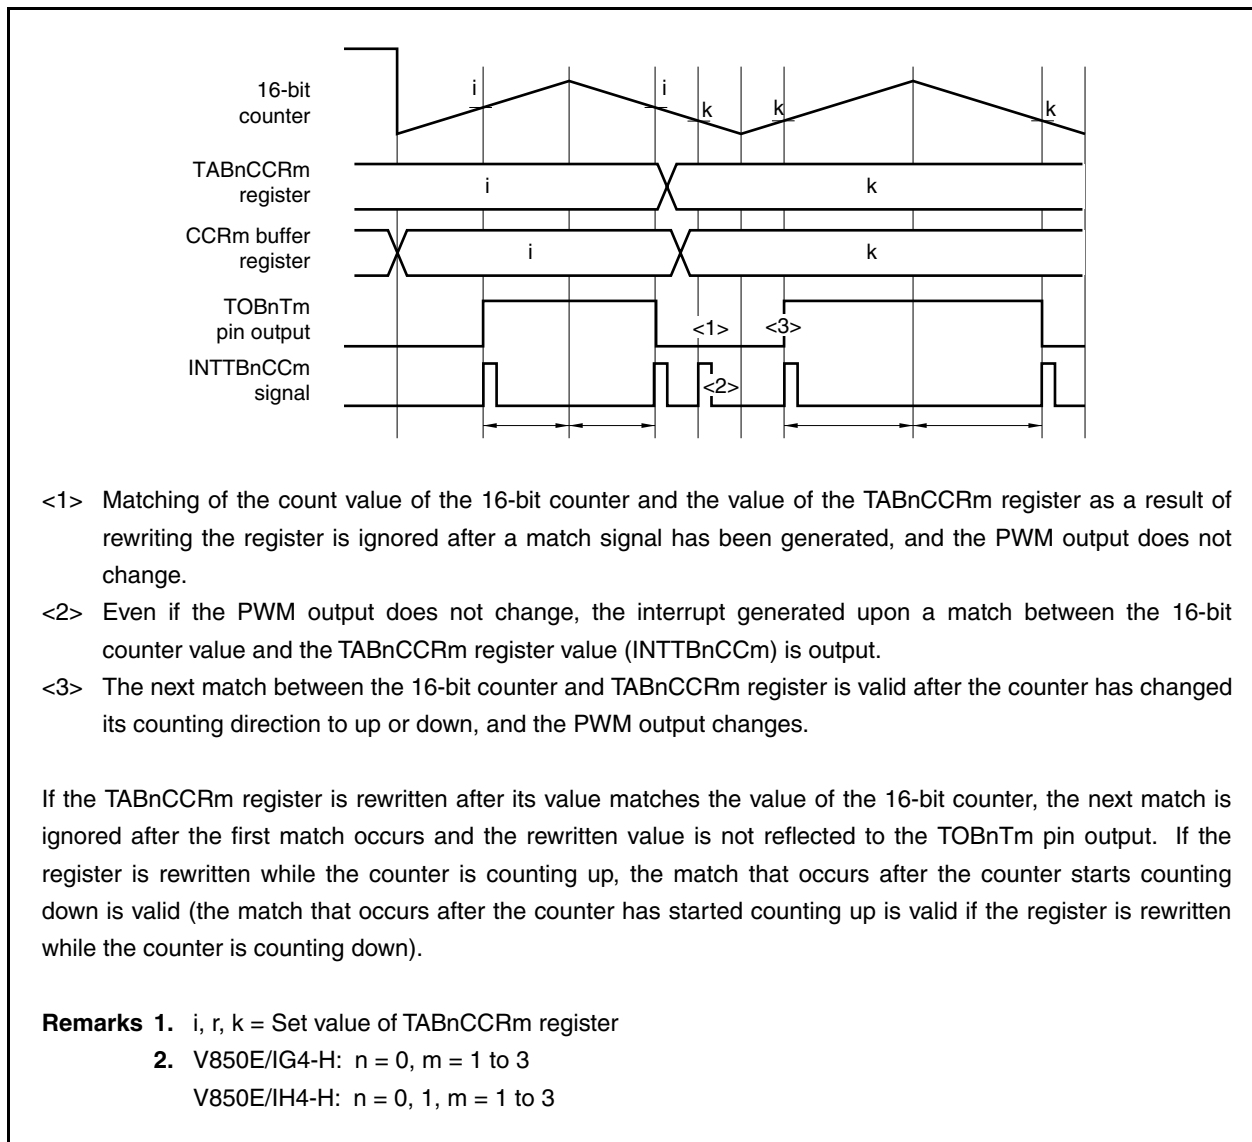 i
i
k
k
k
16-bit
counter
TABnCCRm
register
i
k
CCRm buffer
register
i
k
TOBnTm
pin output
<1>
<3>
INTTBnCCm
signal
<2>
<1> Matching of the count value of the 16-bit counter and the value of the TABnCCRm register as a result of
rewriting the register is ignored after a match signal has been generated, and the PWM output does not
change.
<2> Even if the PWM output does not change, the interrupt generated upon a match between the 16-bit
counter value and the TABnCCRm register value (INTTBnCCm) is output.
<3> The next match between the 16-bit counter and TABnCCRm register is valid after the counter has changed
its counting direction to up or down, and the PWM output changes.
If the TABnCCRm register is rewritten after its value matches the value of the 16-bit counter, the next match is
ignored after the first match occurs and the rewritten value is not reflected to the TOBnTm pin output. If the
register is rewritten while the counter is counting up, the match that occurs after the counter starts counting
down is valid (the match that occurs after the counter has started counting up is valid if the register is rewritten
while the counter is counting down).
Remarks 1. i, r, k = Set value of TABnCCRm register
2. V850E/IG4-H: n = 0, m = 1 to 3
V850E/IH4-H: n = 0, 1, m = 1 to 3